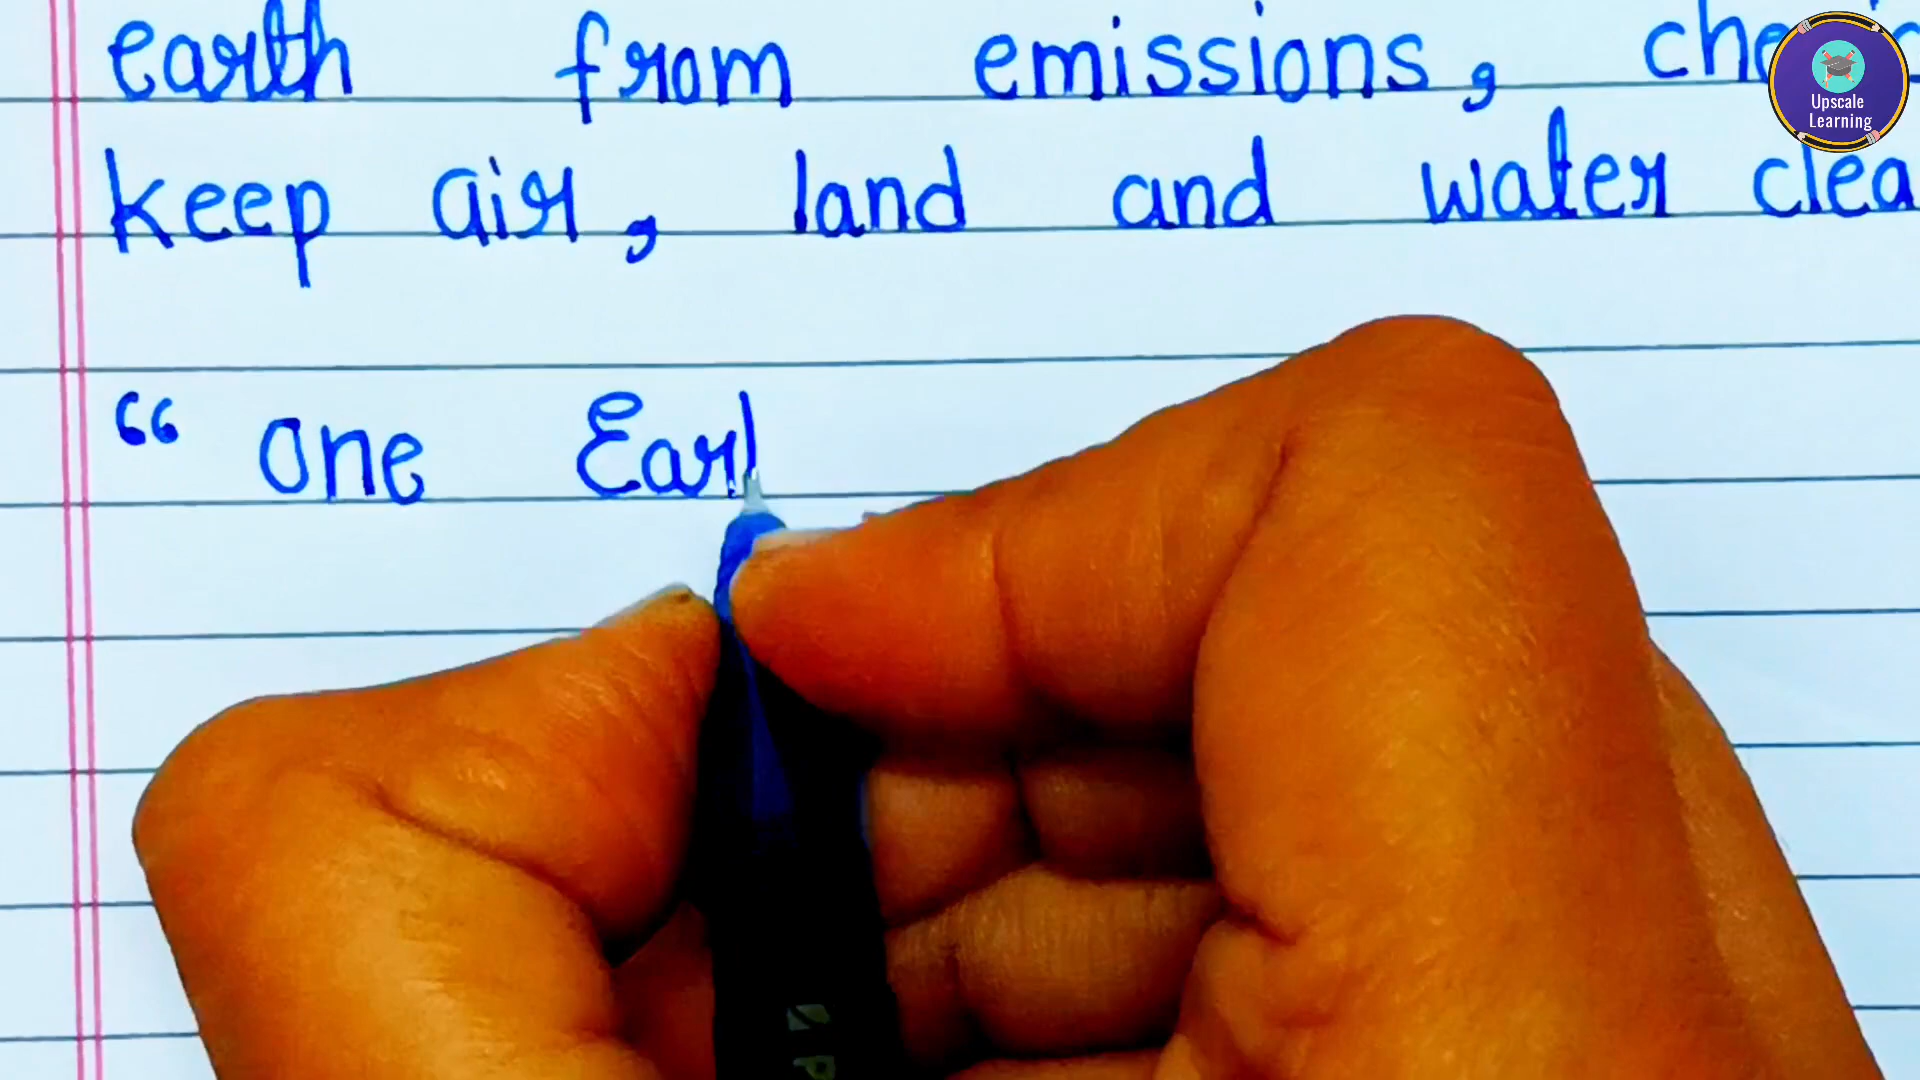 earth from emissions,
keep air, land and water
Upscale
Learning
" One